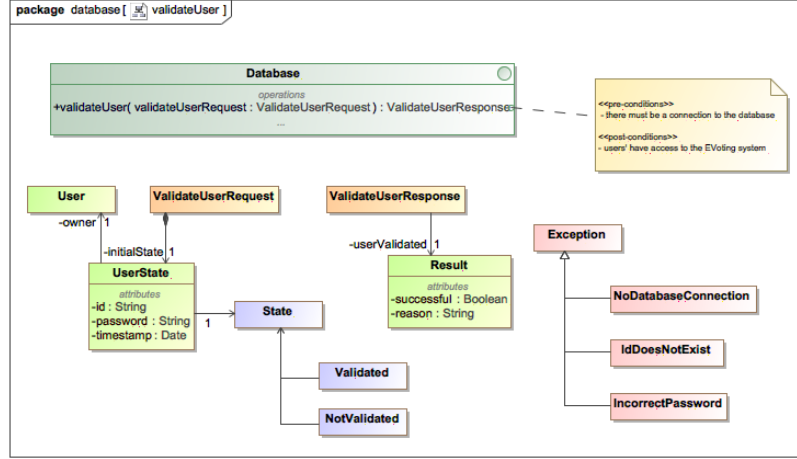 package database [ validateUser ]
Database
operations
+validateUser( validateUserRequest : ValidateUserRequest ) : ValidateUserResponse
...
<<pre-conditions>>
- there must be a connection to the database
<<post-conditions>>
- users' have access to the EVoting system
User
ValidateUserRequest
ValidateUserResponse
-owner 1
-initialState 1
-userValidated 1
Exception
UserState
attributes
-id : String
-password : String
-timestamp : Date
1
State
Result
attributes
-successful : Boolean
-reason : String
NoDatabaseConnection
IdDoesNotExist
Validated
NotValidated
IncorrectPassword